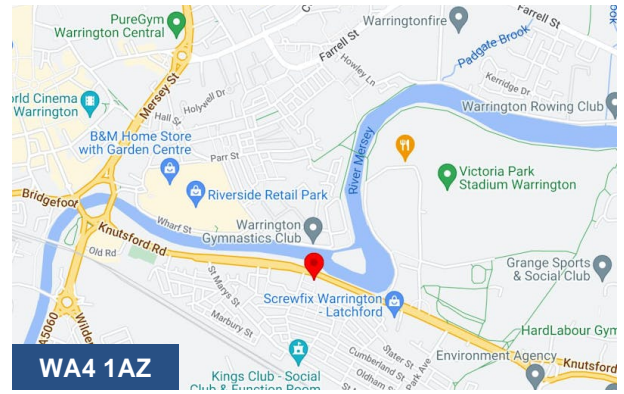 PureGym
Warrington Central
Warringtonfire
Farrell St
Farrell St
Padgate Brook
Howley Ln
Mersey St
Holywell Dr
Kerridge Dr
Hall St
orld Cinema
Warrington
Warrington Rowing Club
B&M Home Store
with Garden Centre
Parr St
River Mersey
Victoria Park
Stadium Warrington
Riverside Retail Park
Bridgefoot
Wharf St
Warrington
Gymnastics Club
Knutsford Rd
Old Rd
Grange Sports
& Social Club
St Marys St
Screwfix Warrington
- Latchford
Marbury St
A5060
Wilde
HardLabour Gym
Slater St
Park Ave
Cumberland St
Environment Agency
Knutsfo
Kings Club - Social
Club & Function Room
Oldham St
WA4 1AZ